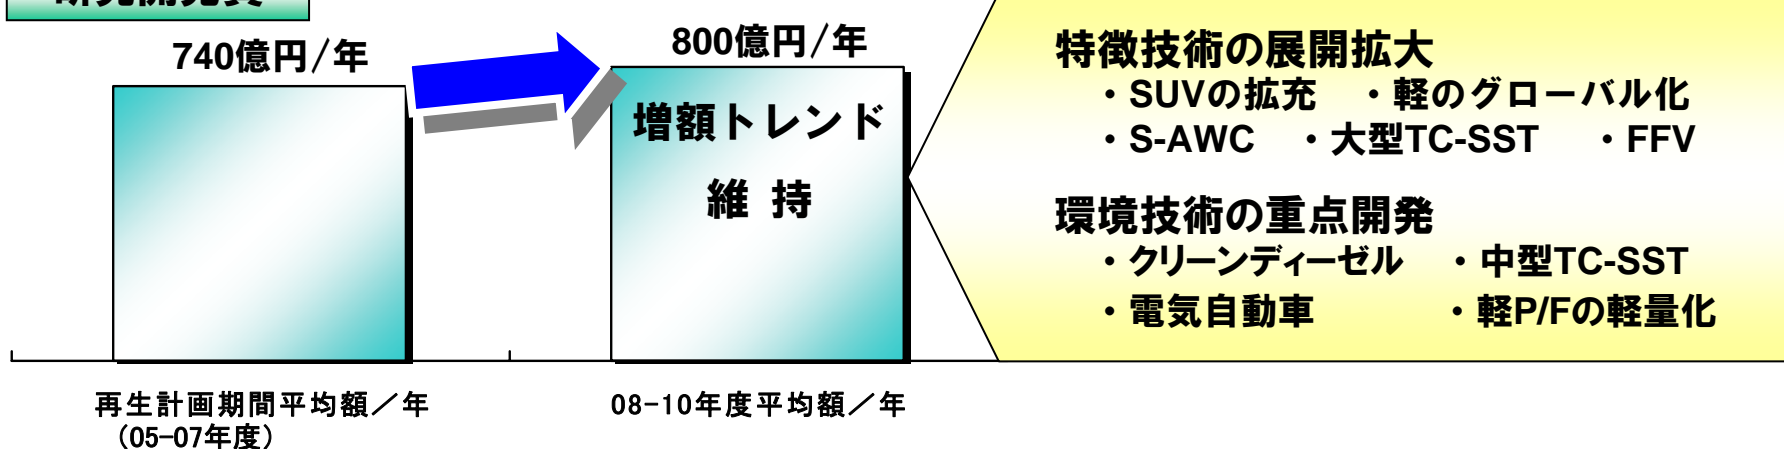 研究開発費
740億円/年
800億円/年
増額トレンド
維 持
特徴技術の展開拡大
・SUVの拡充 ・軽のグローバル化
・S-AWC ・大型TC-SST ・FFV
環境技術の重点開発
・クリーンディーゼル ・中型TC-SST
・電気自動車 ・軽P/Fの軽量化
再生計画期間平均額／年
（05-07年度）
08-10年度平均額／年